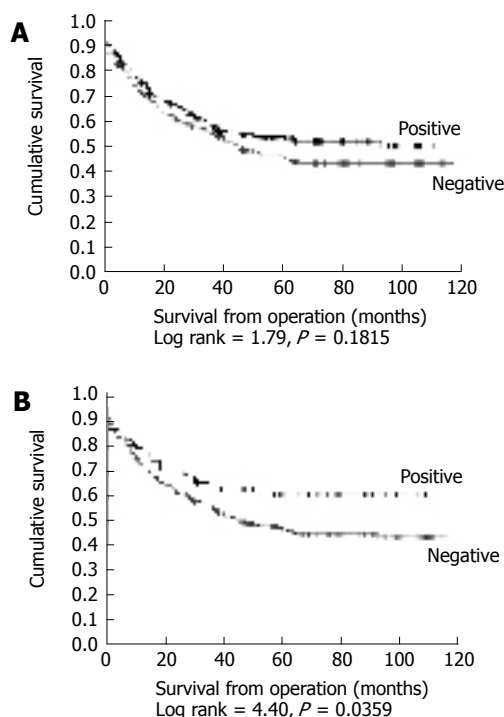 A
Cumulative survival
1.0
0.9
0.8
0.7
0.6
0.5
0.4
0.3
0.2
0.1
0.0
Positive
Negative
0 20 40 60 80 100 120
Survival from operation (months)
Log rank = 1.79, P = 0.1815
B
Cumulative survival
1.0
0.9
0.8
0.7
0.6
0.5
0.4
0.3
0.2
0.1
0.0
Positive
Negative
0 20 40 60 80 100 120
Survival from operation (months)
Log rank = 4.40, P = 0.0359